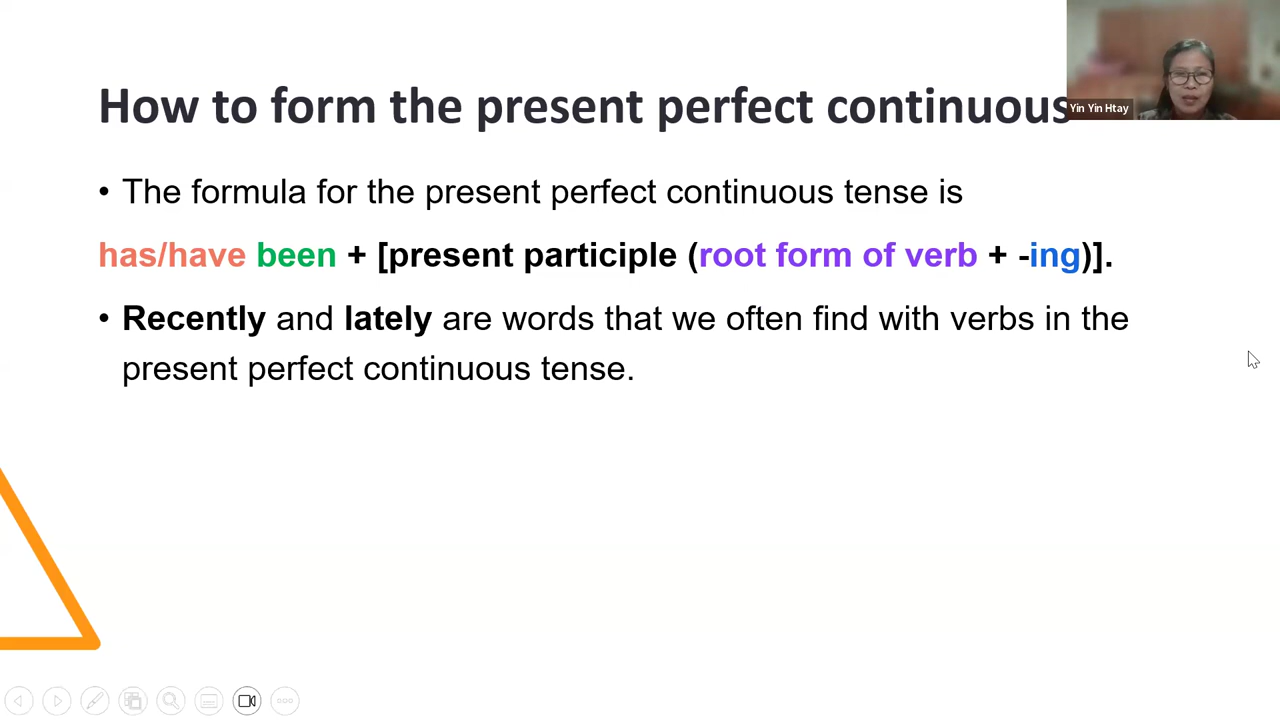 How to form the present perfect continuous
Yin Yin Htay
• The formula for the present perfect continuous tense is
has/have been + [present participle (root form of verb + -ing)].
• Recently and lately are words that we often find with verbs in the
present perfect continuous tense.